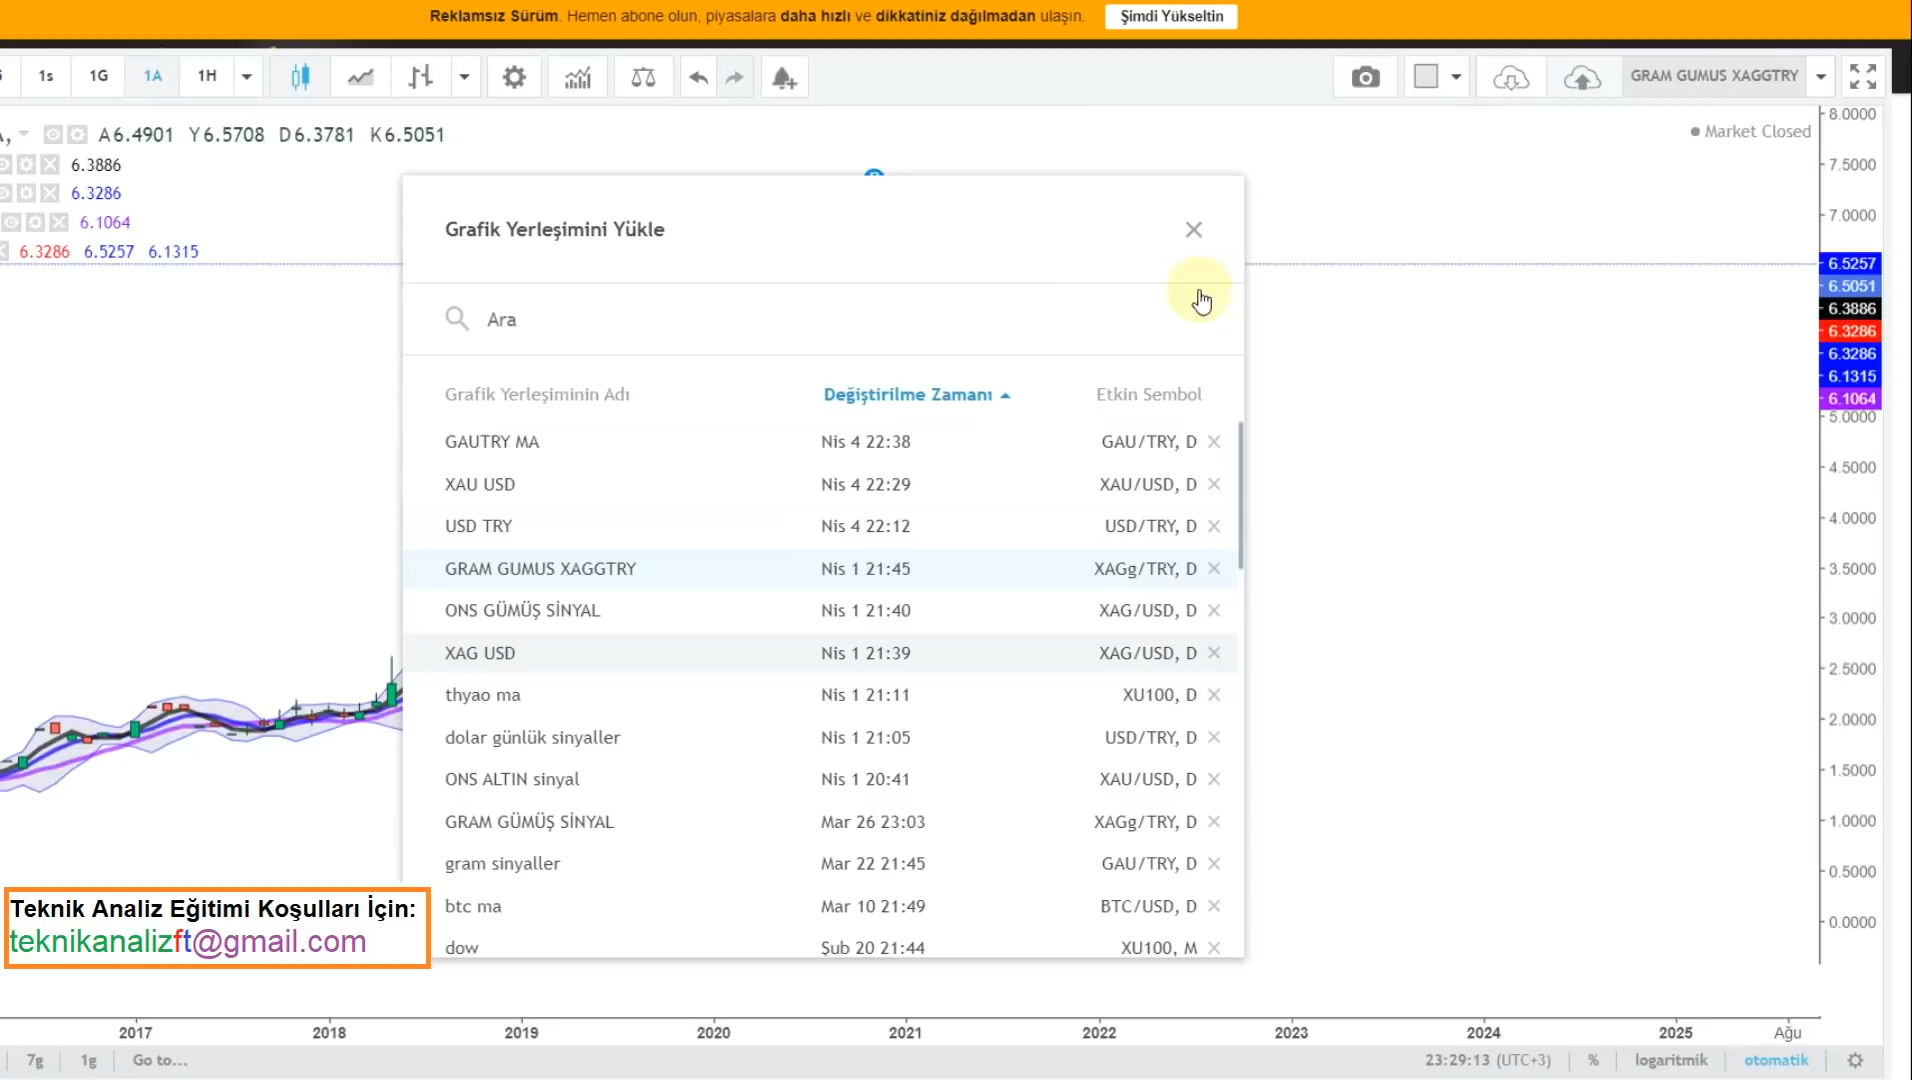 Reklamsız Sürüm. Hemen abone olun, piyasalara daha hızlı ve dikkatiniz dağılmadan ulaşın. Şimdi Yükseltin
1s 1G 1A 1H GRAM GUMUS XAGGTRY
A6.4901 Y6.5708 D6.3781 K6.5051
Market Closed
6.3886
6.3286
6.1064
6.3286 6.5257 6.1315
Grafik Yerleşimini Yükle
Ara
Grafik Yerleşiminin Adı Değiştirilme Zamanı Etkin Sembol
GAUTRY MA Nis 4 22:38 GAU/TRY, D
XAU USD Nis 4 22:29 XAU/USD, D
USD TRY Nis 4 22:12 USD/TRY, D
GRAM GUMUS XAGGTRY Nis 1 21:45 XAGg/TRY, D
ONS GÜMÜŞ SİNYAL Nis 1 21:40 XAG/USD, D
XAG USD Nis 1 21:39 XAG/USD, D
thyao ma Nis 1 21:11 XU100, D
dolar günlük sinyaller Nis 1 21:05 USD/TRY, D
ONS ALTIN sinyal Nis 1 20:41 XAU/USD, D
GRAM GÜMÜŞ SİNYAL Mar 26 23:03 XAGg/TRY, D
gram sinyaller Mar 22 21:45 GAU/TRY, D
btc ma Mar 10 21:49 BTC/USD, D
dow Şub 20 21:44 XU100, M
8.0000
7.5000
7.0000
6.5257
6.5051
6.3886
6.3286
6.3286
6.1315
6.1064
5.0000
4.5000
4.0000
3.5000
3.0000
2.5000
2.0000
1.5000
1.0000
0.5000
0.0000
Teknik Analiz Eğitimi Koşulları İçin:
teknikanalizft@gmail.com
2017 2018 2019 2020 2021 2022 2023 2024 2025 Ağu
7g 1g Go to... 23:29:13 (UTC+3) % logaritmik otomatik